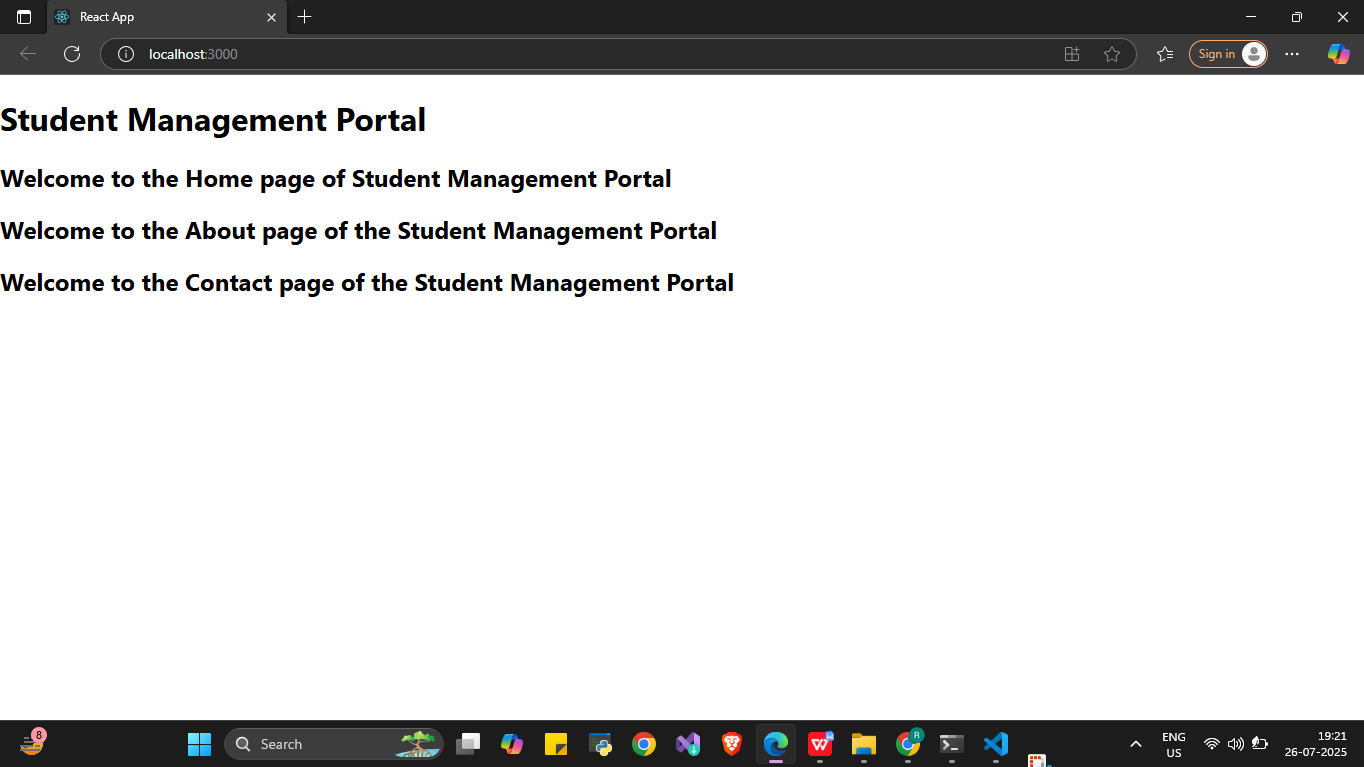 React App
localhost:3000
Sign in
Student Management Portal
Welcome to the Home page of Student Management Portal
Welcome to the About page of the Student Management Portal
Welcome to the Contact page of the Student Management Portal
8
Search
W
R
ENG
US
19:21
26-07-2025